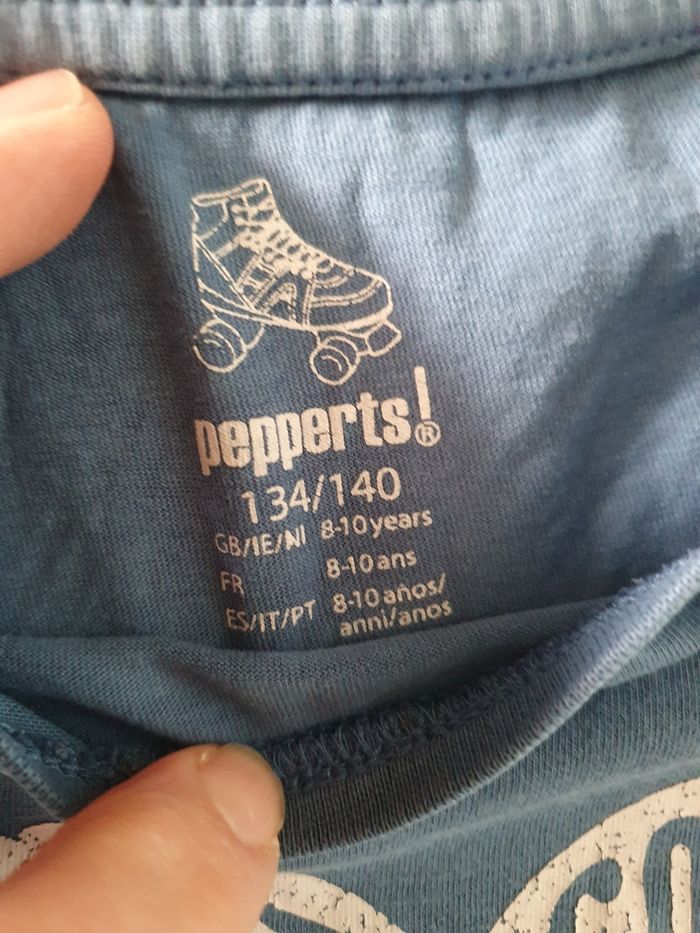 pepperts!®
134/140
GB/IE/NI 8-10 years
FR 8-10 ans
ES/IT/PT 8-10 años/
anni/anos